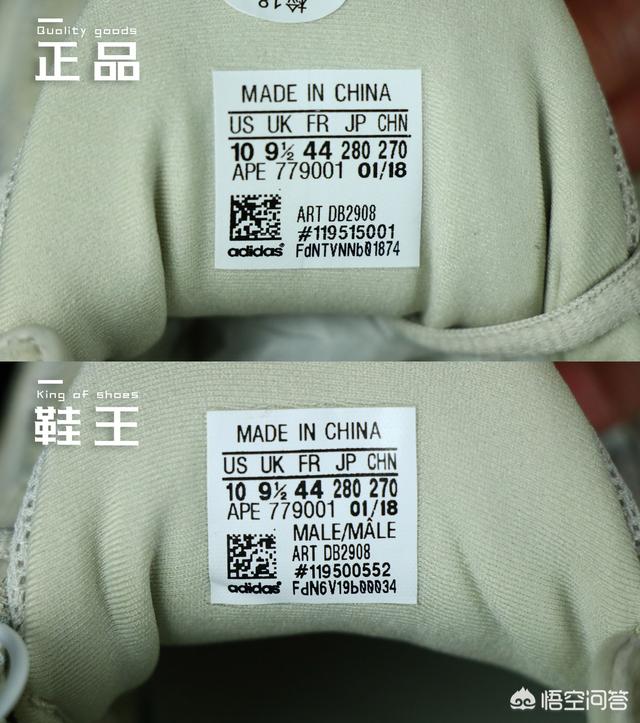 检18
Quality goods
正品
MADE IN CHINA
US UK FR JP CHN
10 9½ 44 280 270
APE 779001 01/18
ART DB2908
#119515001
adidas® FdNTVNNb01874
King of shoes
鞋王
MADE IN CHINA
US UK FR JP CHN
10 9½ 44 280 270
APE 779001 01/18
MALE/MÂLE
ART DB2908
#119500552
adidas® FdN6V19b00034
悟空问答